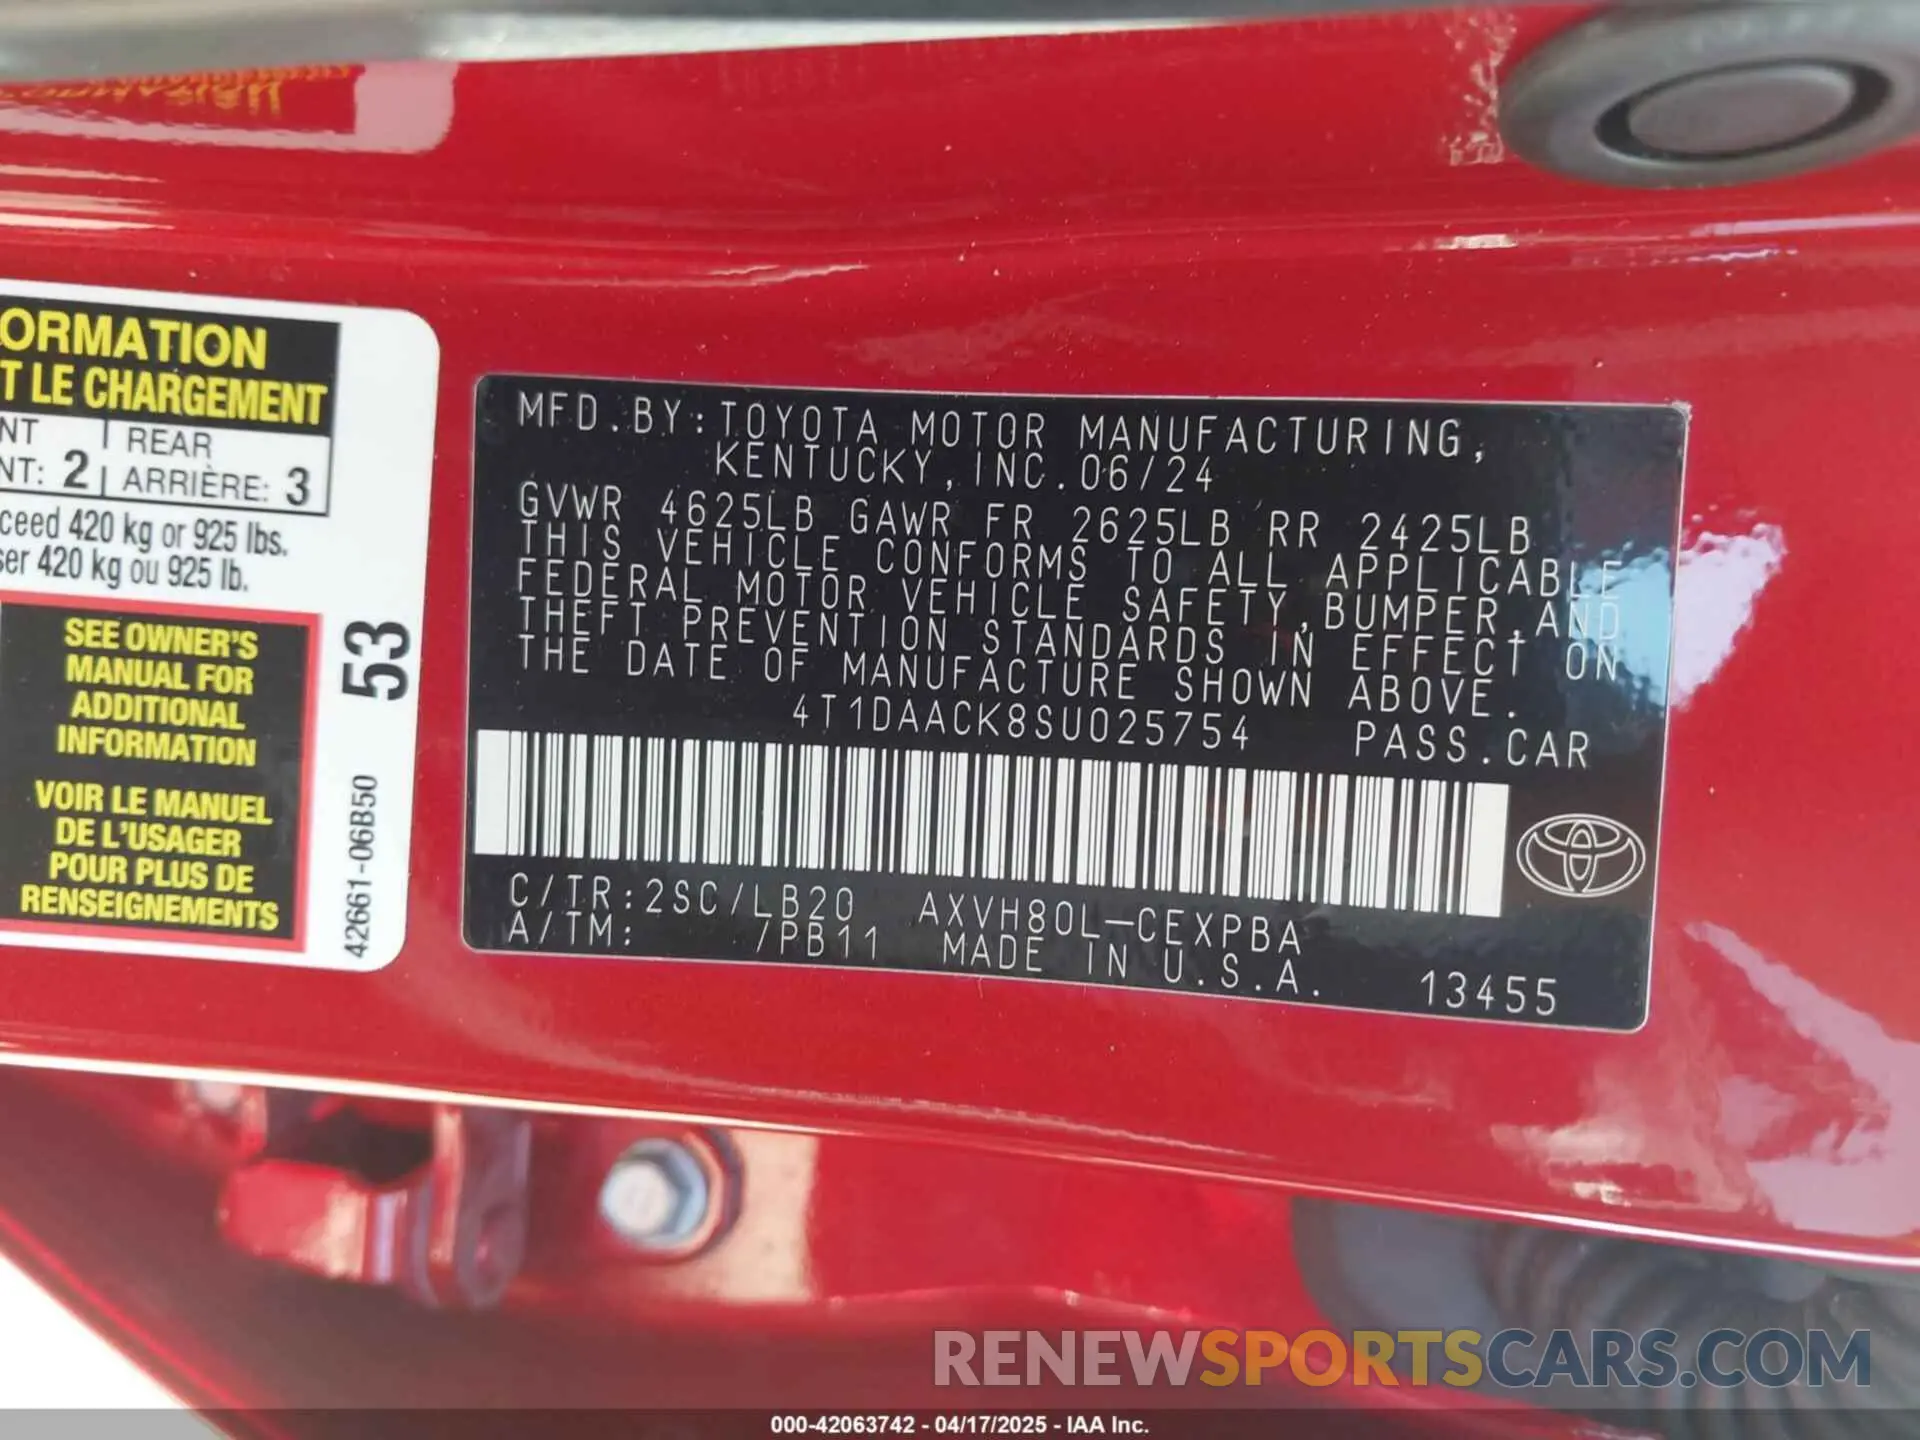 ORMATION
T LE CHARGEMENT
NT REAR
NT: 2 ARRIÈRE: 3
ceed 420 kg or 925 lbs.
ser 420 kg ou 925 lb.
SEE OWNER'S
MANUAL FOR
ADDITIONAL
INFORMATION
VOIR LE MANUEL
DE L'USAGER
POUR PLUS DE
RENSEIGNEMENTS
53
42661-06B50
MFD.BY:TOYOTA MOTOR MANUFACTURING,
KENTUCKY,INC.06/24
GVWR 4625LB GAWR FR 2625LB RR 2425LB
THIS VEHICLE CONFORMS TO ALL APPLICABLE
FEDERAL MOTOR VEHICLE SAFETY,BUMPER,AND
THEFT PREVENTION STANDARDS IN EFFECT ON
THE DATE OF MANUFACTURE SHOWN ABOVE.
4T1DAACK8SU025754 PASS.CAR
C/TR:2SC/LB20 AXVH80L-CEXPBA
A/TM: /PB11 MADE IN U.S.A. 13455
RENEWSPORTSCARS.COM
000-42063742 - 04/17/2025 - IAA Inc.